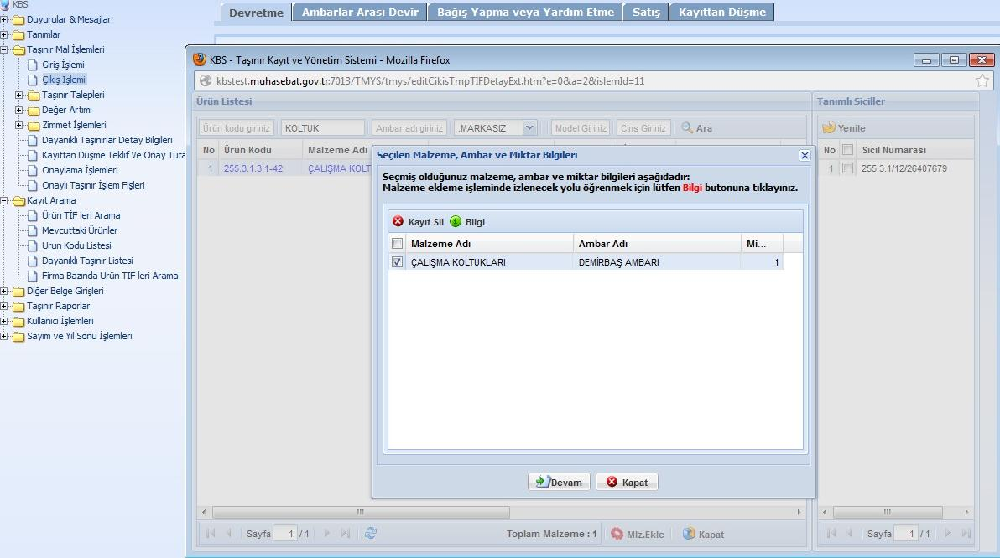 KBS
Duyurular & Mesajlar
Tanımlar
Taşınır Mal İşlemleri
Giriş İşlemi
Çıkış İşlemi
Taşınır Talepleri
Değer Artımı
Zimmet İşlemleri
Dayanıklı Taşınırlar Detay Bilgileri
Kayıttan Düşme Teklif Ve Onay Tuta
Onaylama İşlemleri
Onaylı Taşınır İşlem Fişleri
Kayıt Arama
Ürün TİF leri Arama
Mevcuttaki Ürünler
Urun Kodu Listesi
Dayanıklı Taşınır Listesi
Firma Bazında Ürün TİF leri Arama
Diğer Belge Girişleri
Taşınır Raporlar
Kullanıcı İşlemleri
Sayım ve Yıl Sonu İşlemleri
Devretme Ambarlar Arası Devir Bağış Yapma veya Yardım Etme Satış Kayıttan Düşme
KBS - Taşınır Kayıt ve Yönetim Sistemi - Mozilla Firefox
kbstest.muhasebat.gov.tr:7013/TMYS/tmys/editCikisTmpTIFDetayExt.htm?e=0&a=2&islemId=11
Ürün Listesi
Ürün kodu giriniz KOLTUK Ambar adı giriniz .MARKASIZ Model Giriniz Cins Giriniz Ara
No Ürün Kodu Malzeme Adı
1 255.3.1.3.1-42 ÇALIŞMA KOLT
Seçilen Malzeme, Ambar ve Miktar Bilgileri
Seçmiş olduğunuz malzeme, ambar ve miktar bilgileri aşağıdadır:
Malzeme ekleme işleminde izlenecek yolu öğrenmek için lütfen Bilgi butonuna tıklayınız.
Kayıt Sil Bilgi
Malzeme Adı Ambar Adı Mi...
ÇALIŞMA KOLTUKLARI DEMİRBAŞ AMBARI 1
Devam Kapat
Sayfa 1 / 1 Toplam Malzeme : 1 Mlz.Ekle Kapat
Tanımlı Siciller
Yenile
No Sicil Numarası
1 255.3.1/12/26407679
Sayfa 1 / 1